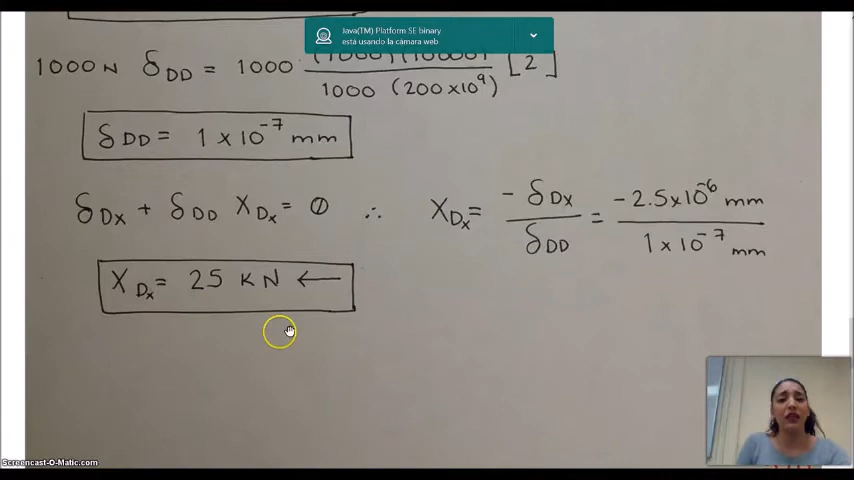 Java(TM) Platform SE binary
está usando la cámara web
1000 N δDD = 1000 (1000)(10000) / 1000 (200x10⁹) [2]
δDD = 1 x 10⁻⁷ mm
δDx + δDD XDx = 0 ∴ XDx = - δDx / δDD = -2.5x10⁻⁶ mm / 1 x 10⁻⁷ mm
XDx = 25 KN ←
Screencast-O-Matic.com